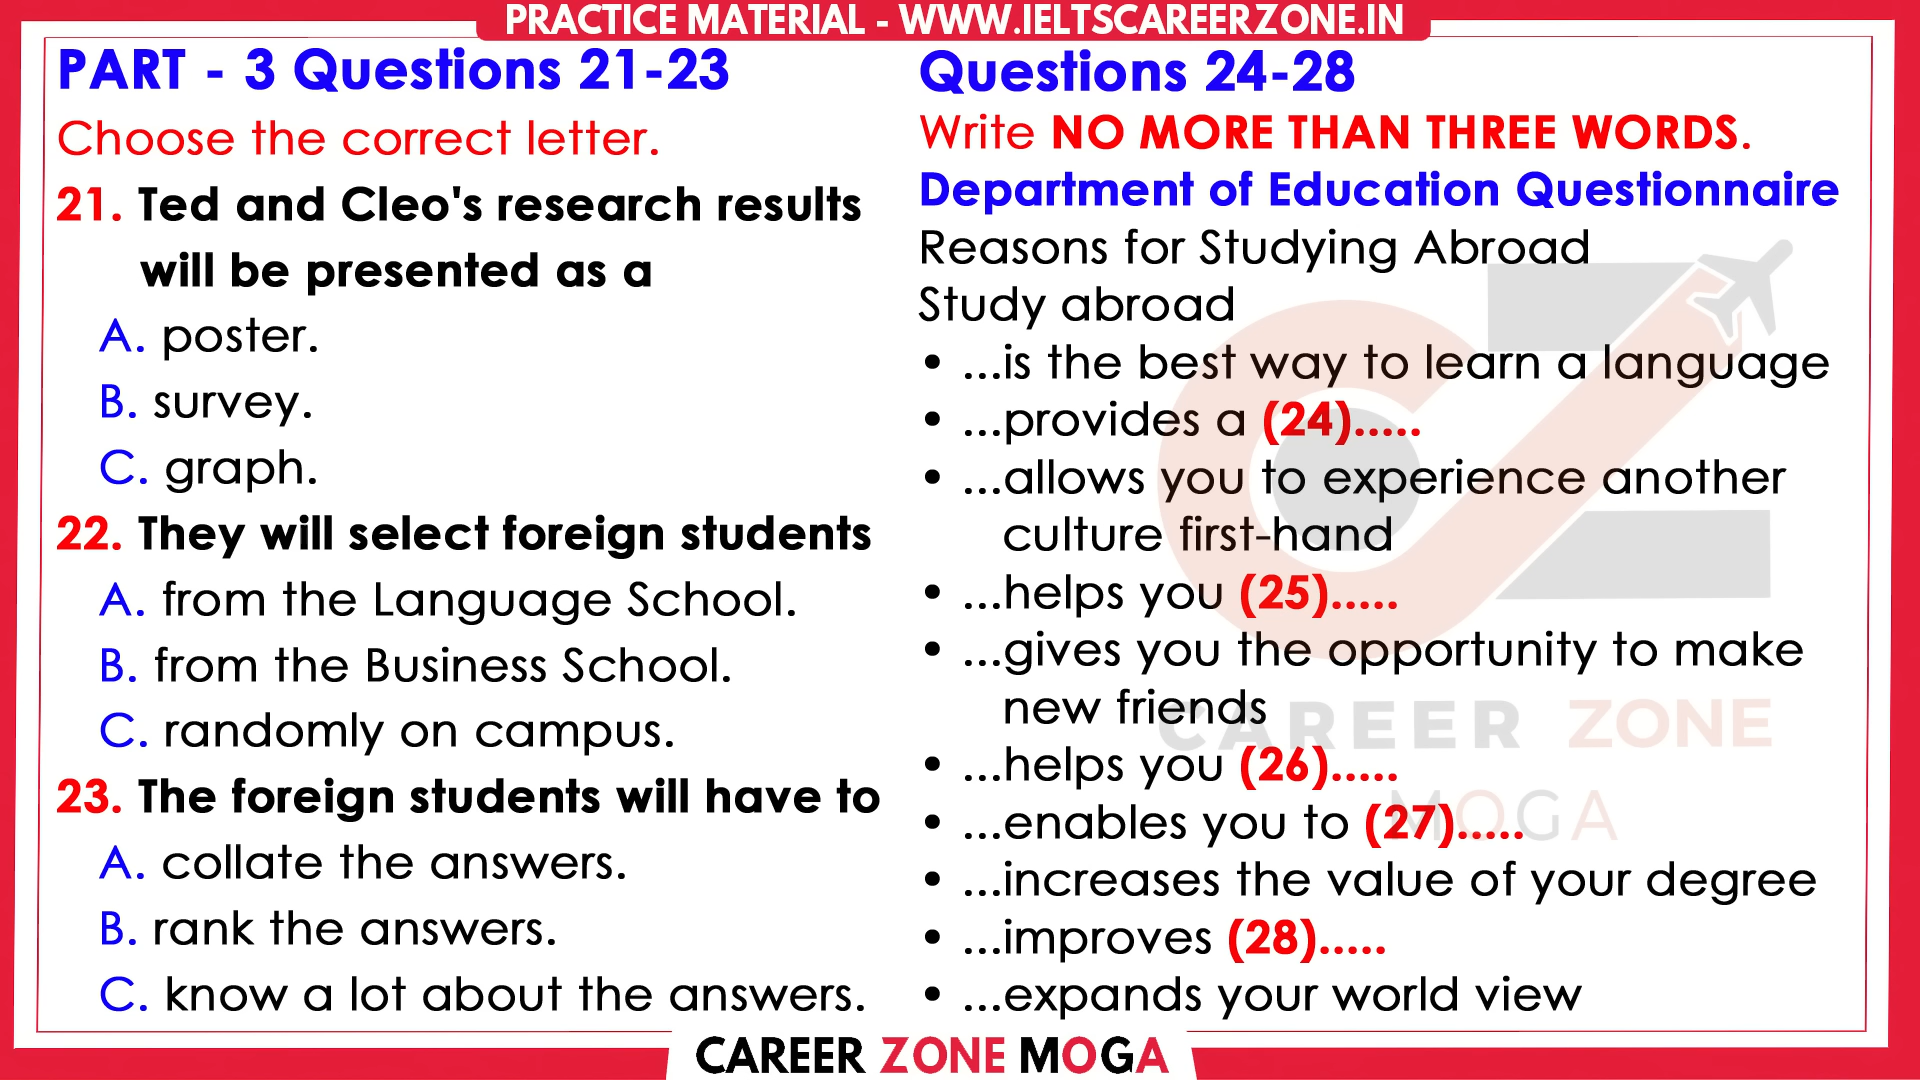 PRACTICE MATERIAL - WWW.IELTSCAREERZONE.IN
PART - 3 Questions 21-23
Choose the correct letter.
21. Ted and Cleo's research results
will be presented as a
A. poster.
B. survey.
C. graph.
22. They will select foreign students
A. from the Language School.
B. from the Business School.
C. randomly on campus.
23. The foreign students will have to
A. collate the answers.
B. rank the answers.
C. know a lot about the answers.
Questions 24-28
Write NO MORE THAN THREE WORDS.
Department of Education Questionnaire
Reasons for Studying Abroad
Study abroad
• ...is the best way to learn a language
• ...provides a (24).....
• ...allows you to experience another
culture first-hand
• ...helps you (25).....
• ...gives you the opportunity to make
new friends
• ...helps you (26).....
• ...enables you to (27).....
• ...increases the value of your degree
• ...improves (28).....
• ...expands your world view
CAREER ZONE
MOGA
CAREER ZONE MOGA